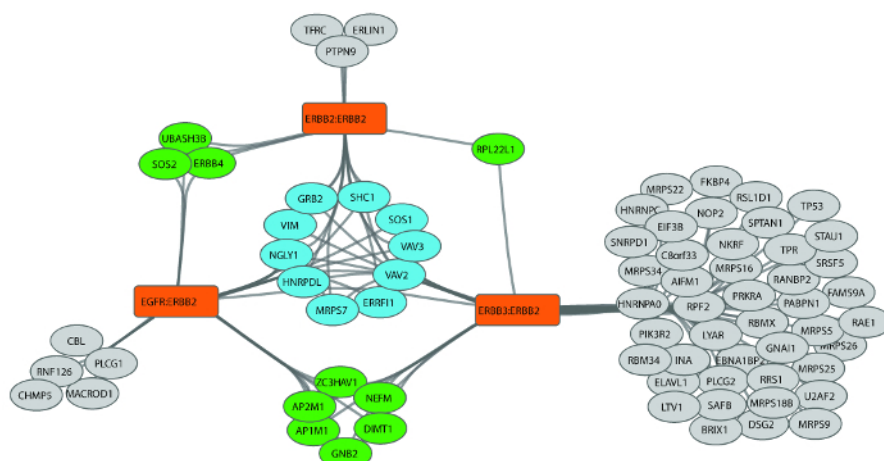 TFRC
ERLIN1
PTPN9
ERBB2:ERBB2
UBASH3B
SOS2
ERBB4
RPL22L1
GRB2
SHC1
SOS1
VIM
VAV3
NGLY1
VAV2
HNRPDL
ERRFI1
MRPS7
EGFR:ERBB2
ERBB3:ERBB2
CBL
PLCG1
RNF126
CHMP5
MACROD1
ZC3HAV1
NEFM
AP2M1
AP1M1
DIMT1
GNB2
MRPS22
FKBP4
RSL1D1
TP53
HNRNPC
NOP2
EIF3B
SPTAN1
STAU1
SNRPD1
NKRF
TPR
C8orf33
SRSF5
MRPS34
MRPS16
RANBP2
AIFM1
FAM59A
HNRNPA0
RPF2
PRKRA
PABPN1
RBMX
RAE1
PIK3R2
LYAR
MRPS5
GNAI1
MRPS26
RBM34
INA
EBNA1BP2
MRPS25
ELAVL1
PLCG2
RRS1
U2AF2
LTV1
SAFB
MRPS18B
BRIX1
DSG2
MRPS9